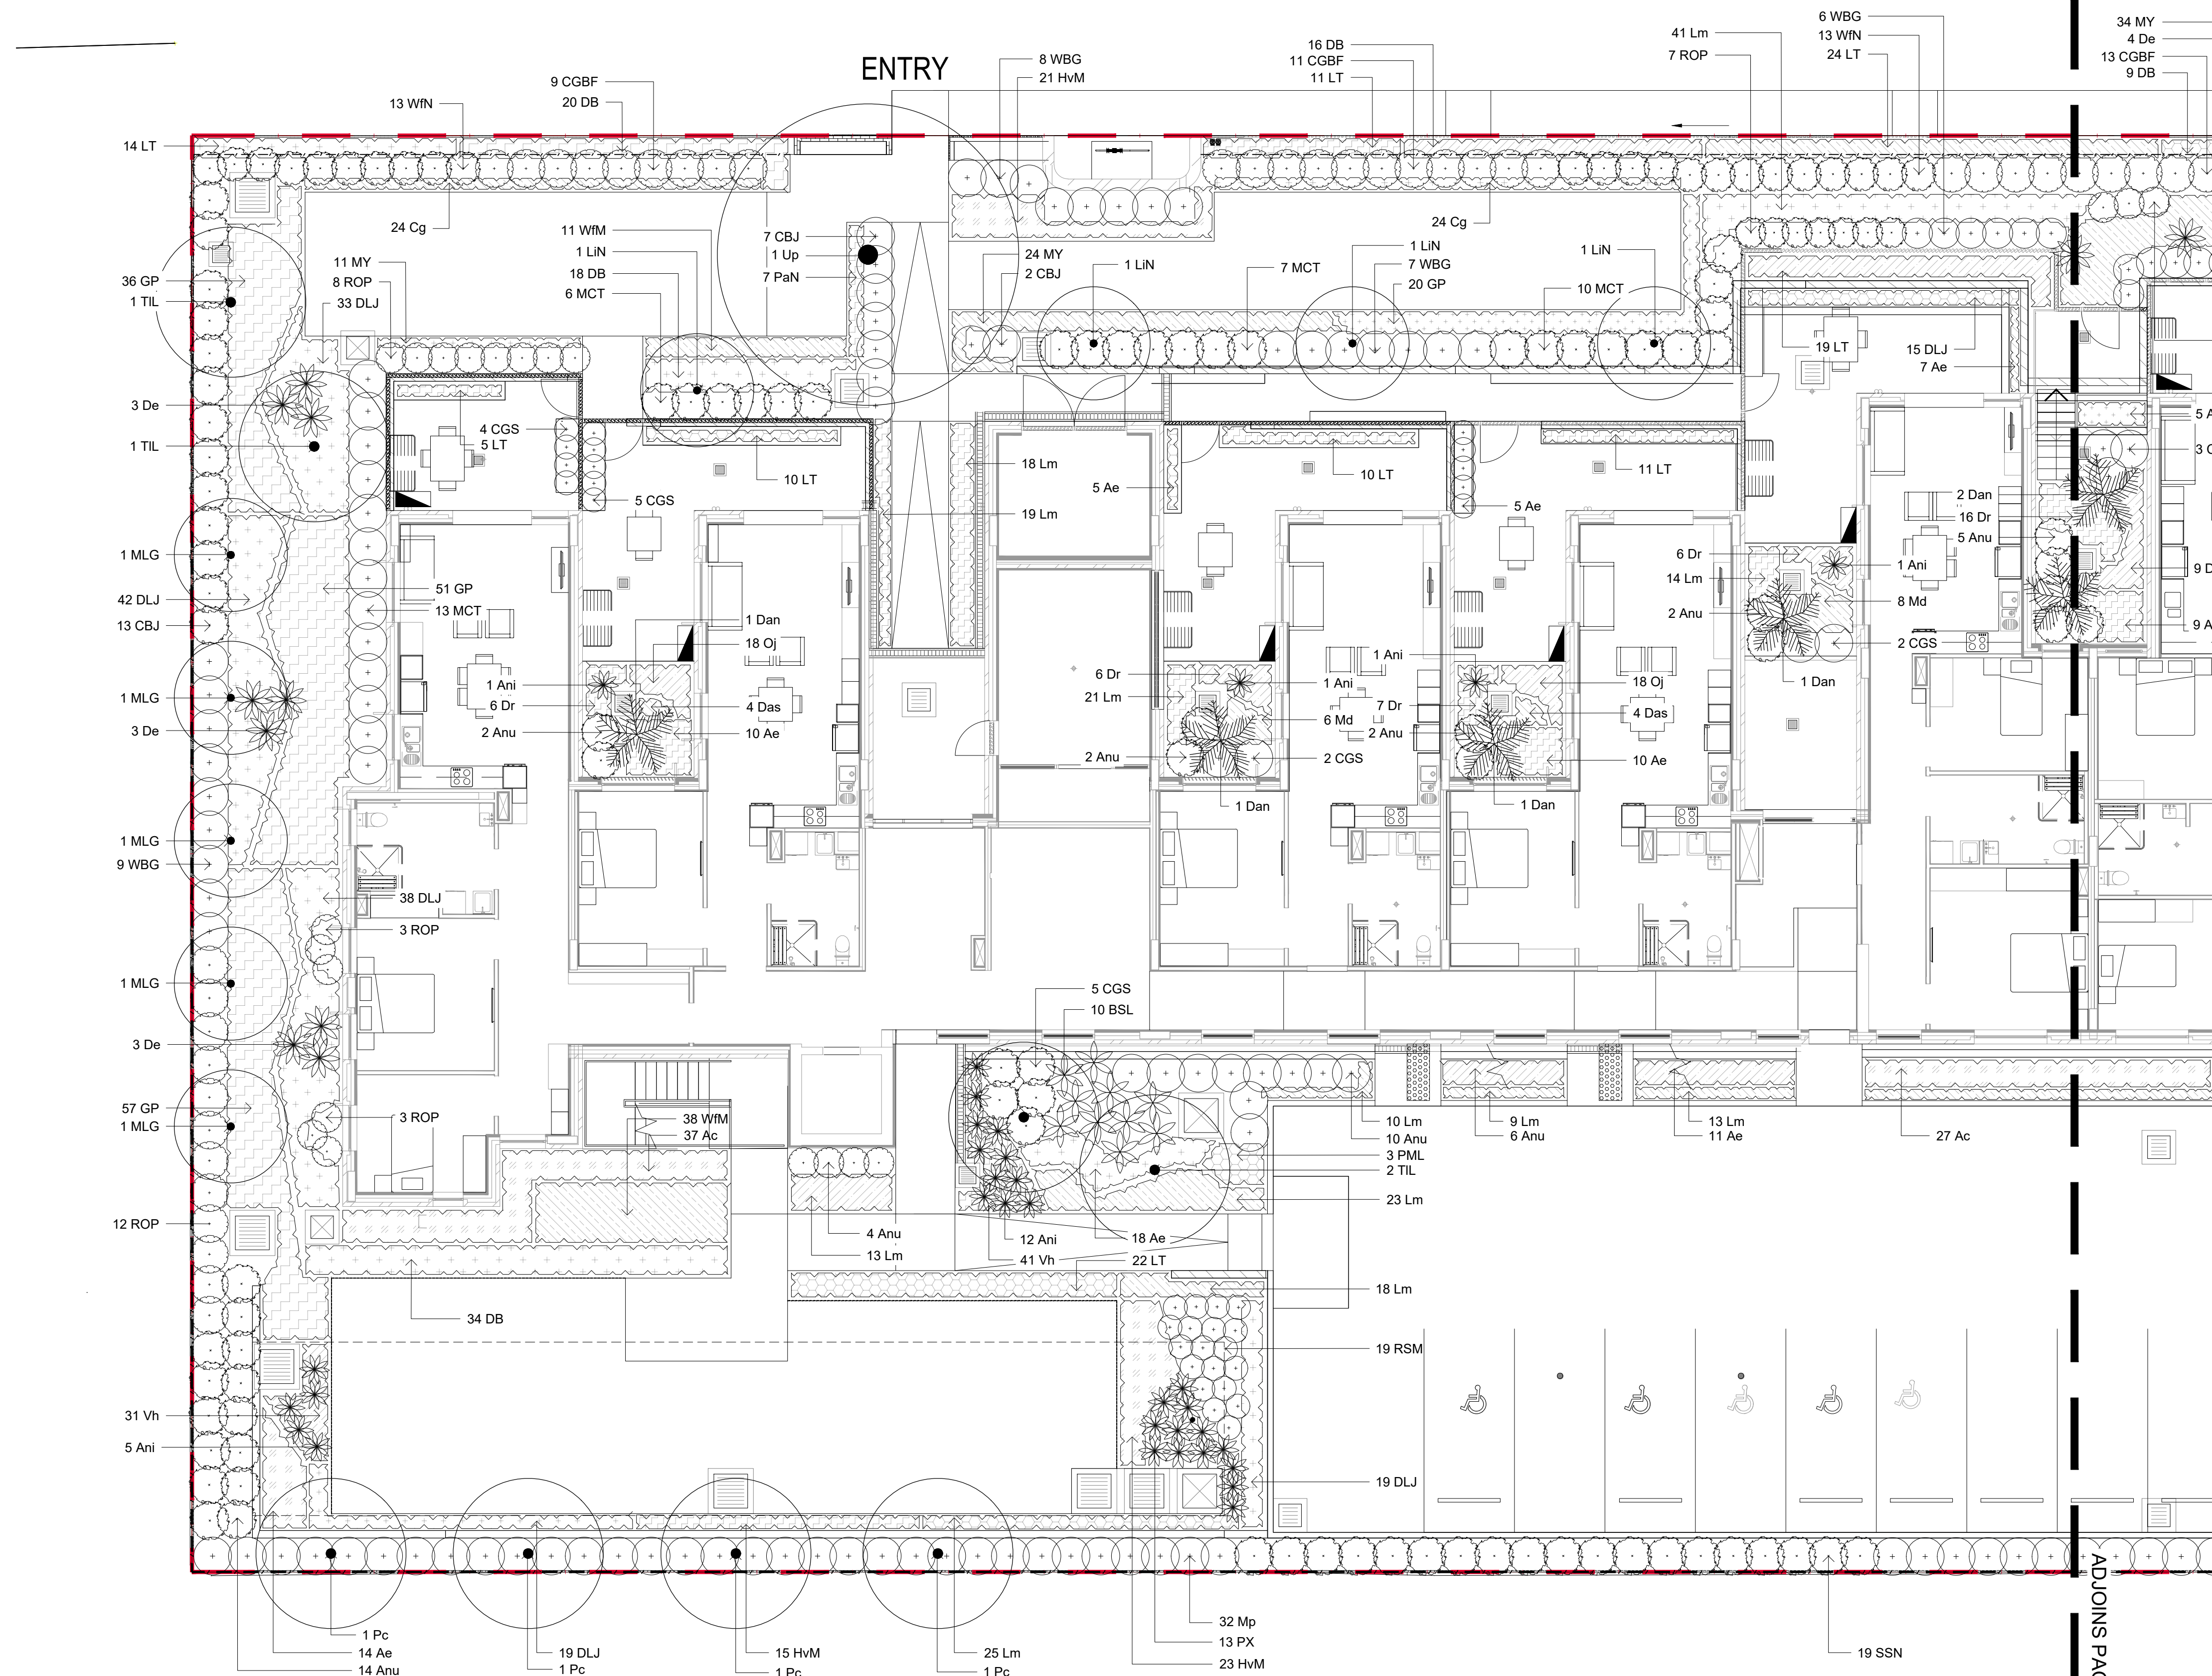 6 WBG
34 MY
41 Lm
13 WfN
4 De
7 ROP
24 LT
13 CGBF
9 DB
16 DB
11 CGBF
11 LT
ENTRY
8 WBG
21 HvM
9 CGBF
20 DB
13 WfN
14 LT
24 Cg
11 WfM
1 LiN
18 DB
6 MCT
7 CBJ
1 Up
7 PaN
24 MY
2 CBJ
1 LiN
7 MCT
24 Cg
1 LiN
7 WBG
20 GP
1 LiN
10 MCT
11 MY
8 ROP
33 DLJ
36 GP
1 TIL
19 LT
15 DLJ
7 Ae
3 De
1 TIL
4 CGS
5 LT
10 LT
5 CGS
18 Lm
19 Lm
5 Ae
10 LT
11 LT
5 Ae
2 Dan
16 Dr
5 Anu
1 MLG
42 DLJ
13 CBJ
51 GP
13 MCT
6 Dr
14 Lm
2 Anu
1 Ani
8 Md
2 CGS
1 Dan
1 Dan
18 Oj
1 Ani
6 Dr
2 Anu
4 Das
10 Ae
6 Dr
21 Lm
2 Anu
1 Ani
6 Md
2 CGS
1 Dan
1 Ani
7 Dr
2 Anu
18 Oj
4 Das
10 Ae
1 Dan
1 MLG
3 De
1 MLG
9 WBG
38 DLJ
3 ROP
1 MLG
3 De
5 CGS
10 BSL
57 GP
1 MLG
3 ROP
38 WfM
37 Ac
10 Lm
10 Anu
3 PML
2 TIL
23 Lm
9 Lm
6 Anu
13 Lm
11 Ae
27 Ac
12 ROP
4 Anu
13 Lm
12 Ani
41 Vh
18 Ae
22 LT
18 Lm
34 DB
19 RSM
31 Vh
5 Ani
19 DLJ
1 Pc
14 Ae
14 Anu
19 DLJ
1 Pc
15 HvM
1 Pc
25 Lm
1 Pc
32 Mp
13 PX
23 HvM
19 SSN
ADJOINS